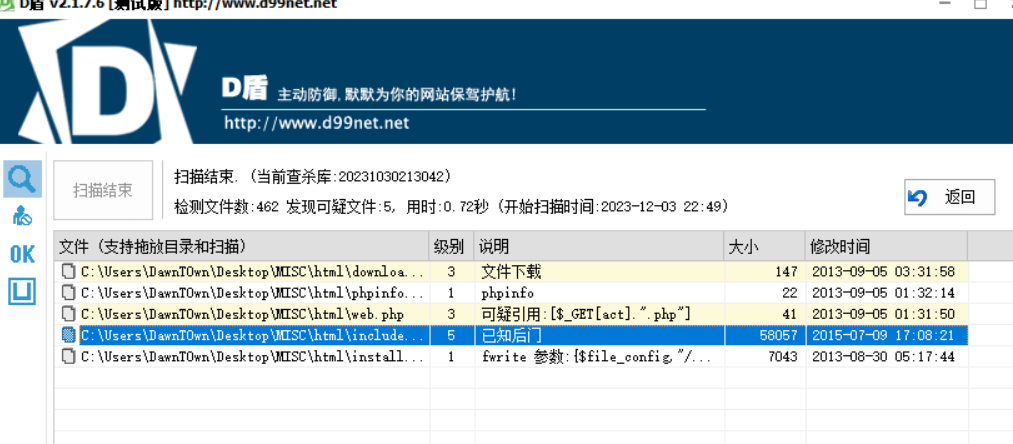 D盾 v2.1.7.6 [测试版] http://www.d99net.net
D盾 主动防御,默默为你的网站保驾护航!
http://www.d99net.net
扫描结束
扫描结束. (当前查杀库:20231030213042)
检测文件数:462 发现可疑文件:5, 用时:0.72秒 (开始扫描时间:2023-12-03 22:49)
返回
OK
文件 (支持拖放目录和扫描) 级别 说明 大小 修改时间
C:\Users\DawnTOwn\Desktop\MISC\html\downloa... 3 文件下载 147 2013-09-05 03:31:58
C:\Users\DawnTOwn\Desktop\MISC\html\phpinfo... 1 phpinfo 22 2013-09-05 01:32:14
C:\Users\DawnTOwn\Desktop\MISC\html\web.php 3 可疑引用:[$_GET[act].".php"] 41 2013-09-05 01:31:50
C:\Users\DawnTOwn\Desktop\MISC\html\include... 5 已知后门 58057 2015-07-09 17:08:21
C:\Users\DawnTOwn\Desktop\MISC\html\install... 1 fwrite 参数:{$file_config,"/... 7043 2013-08-30 05:17:44